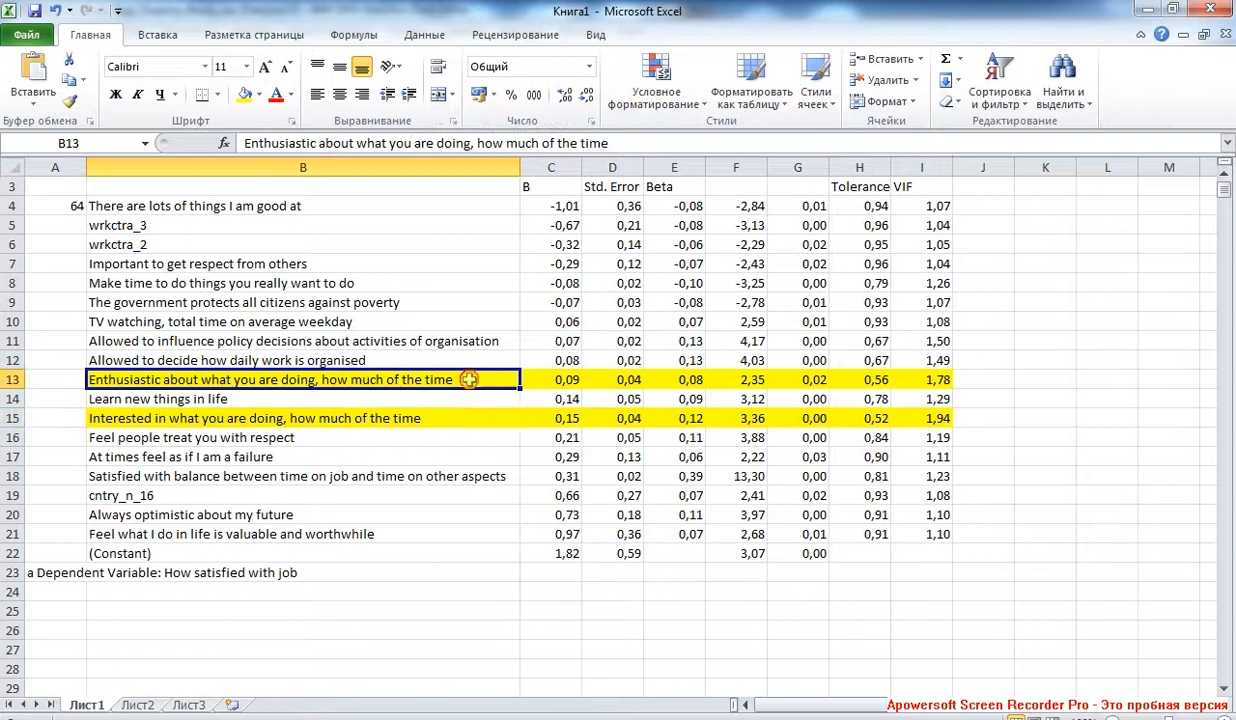 Книга1 - Microsoft Excel
Файл Главная Вставка Разметка страницы Формулы Данные Рецензирование Вид
Вставить Calibri 11 Ж К Ч Общий % 000 Условное форматирование Форматировать как таблицу Стили ячеек Вставить Удалить Формат Σ Сортировка и фильтр Найти и выделить
Буфер обмена Шрифт Выравнивание Число Стили Ячейки Редактирование
B13 fx Enthusiastic about what you are doing, how much of the time
A B C D E F G H I J K L M
3 B Std. Error Beta Tolerance VIF
4 64 There are lots of things I am good at -1,01 0,36 -0,08 -2,84 0,01 0,94 1,07
5 wrkctra_3 -0,67 0,21 -0,08 -3,13 0,00 0,96 1,04
6 wrkctra_2 -0,32 0,14 -0,06 -2,29 0,02 0,95 1,05
7 Important to get respect from others -0,29 0,12 -0,07 -2,43 0,02 0,96 1,04
8 Make time to do things you really want to do -0,08 0,02 -0,10 -3,25 0,00 0,79 1,26
9 The government protects all citizens against poverty -0,07 0,03 -0,08 -2,78 0,01 0,93 1,07
10 TV watching, total time on average weekday 0,06 0,02 0,07 2,59 0,01 0,93 1,08
11 Allowed to influence policy decisions about activities of organisation 0,07 0,02 0,13 4,17 0,00 0,67 1,50
12 Allowed to decide how daily work is organised 0,08 0,02 0,13 4,03 0,00 0,67 1,49
13 Enthusiastic about what you are doing, how much of the time 0,09 0,04 0,08 2,35 0,02 0,56 1,78
14 Learn new things in life 0,14 0,05 0,09 3,12 0,00 0,78 1,29
15 Interested in what you are doing, how much of the time 0,15 0,04 0,12 3,36 0,00 0,52 1,94
16 Feel people treat you with respect 0,21 0,05 0,11 3,88 0,00 0,84 1,19
17 At times feel as if I am a failure 0,29 0,13 0,06 2,22 0,03 0,90 1,11
18 Satisfied with balance between time on job and time on other aspects 0,31 0,02 0,39 13,30 0,00 0,81 1,23
19 cntry_n_16 0,66 0,27 0,07 2,41 0,02 0,93 1,08
20 Always optimistic about my future 0,73 0,18 0,11 3,97 0,00 0,91 1,10
21 Feel what I do in life is valuable and worthwhile 0,97 0,36 0,07 2,68 0,01 0,91 1,10
22 (Constant) 1,82 0,59 3,07 0,00
23 a Dependent Variable: How satisfied with job
24
25
26
27
28
29
Лист1 Лист2 Лист3
Apowersoft Screen Recorder Pro - Это пробная версия